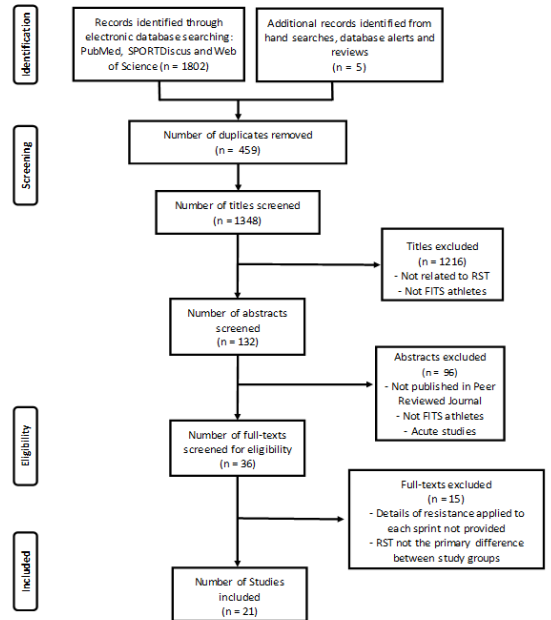 Identification
Records identified through
electronic database searching:
PubMed, SPORTDiscus and Web
of Science (n = 1802)
Additional records identified from
hand searches, database alerts and
reviews
(n = 5)
Screening
Number of duplicates removed
(n = 459)
Number of titles screened
(n =1348)
Titles excluded
(n =1216)
- Not related to RST
- Not FITS athletes
Number of abstracts
screened
(n =132)
Abstracts excluded
(n = 96)
- Not published in Peer
Reviewed Journal
- Not FITS athletes
- Acute studies
Eligibility
Number of full-texts
screened for eligibility
(n = 36)
Full-texts excluded
(n =15)
- Details of resistance applied to
each sprint not provided
- RST not the primary difference
between study groups
Included
Number of Studies
included
(n = 21)